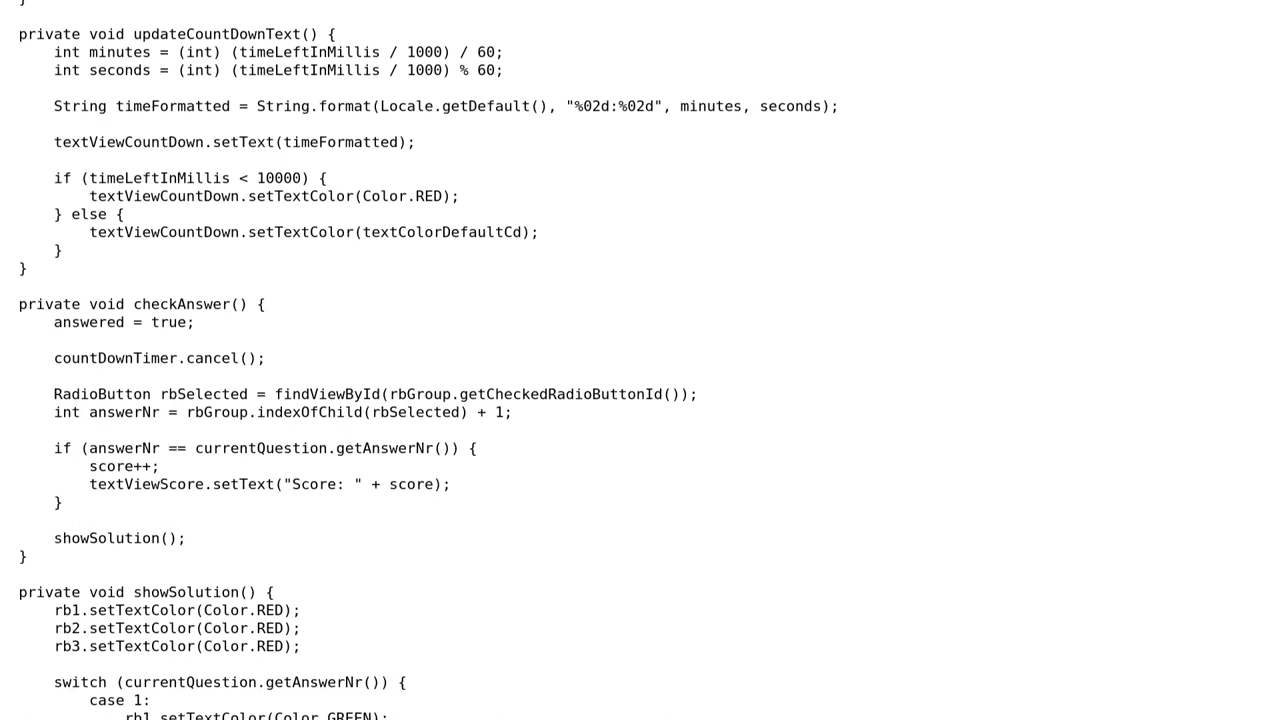 }
private void updateCountDownText() {
    int minutes = (int) (timeLeftInMillis / 1000) / 60;
    int seconds = (int) (timeLeftInMillis / 1000) % 60;

    String timeFormatted = String.format(Locale.getDefault(), "%02d:%02d", minutes, seconds);

    textViewCountDown.setText(timeFormatted);

    if (timeLeftInMillis < 10000) {
        textViewCountDown.setTextColor(Color.RED);
    } else {
        textViewCountDown.setTextColor(textColorDefaultCd);
    }
}

private void checkAnswer() {
    answered = true;

    countDownTimer.cancel();

    RadioButton rbSelected = findViewById(rbGroup.getCheckedRadioButtonId());
    int answerNr = rbGroup.indexOfChild(rbSelected) + 1;

    if (answerNr == currentQuestion.getAnswerNr()) {
        score++;
        textViewScore.setText("Score: " + score);
    }

    showSolution();
}

private void showSolution() {
    rb1.setTextColor(Color.RED);
    rb2.setTextColor(Color.RED);
    rb3.setTextColor(Color.RED);

    switch (currentQuestion.getAnswerNr()) {
        case 1:
            rb1.setTextColor(Color.GREEN);